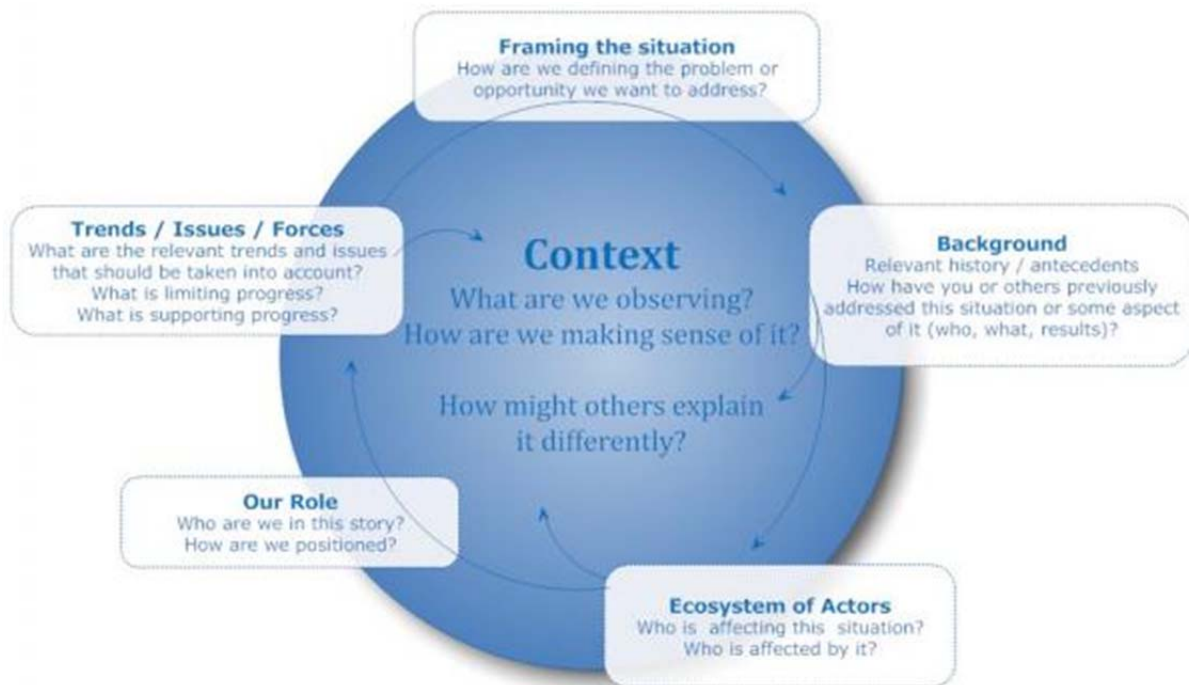 Framing the situation
How are we defining the problem or
opportunity we want to address?
Trends / Issues / Forces
What are the relevant trends and issues
that should be taken into account?
What is limiting progress?
What is supporting progress?
Context
What are we observing?
How are we making sense of it?
How might others explain
it differently?
Background
Relevant history / antecedents
How have you or others previously
addressed this situation or some aspect
of it (who, what, results)?
Our Role
Who are we in this story?
How are we positioned?
Ecosystem of Actors
Who is affecting this situation?
Who is affected by it?